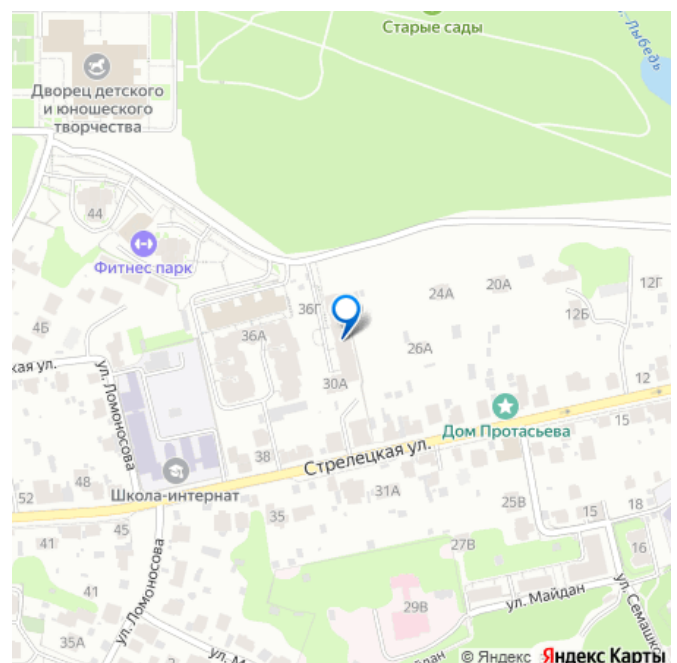 Старые сады
р. Лыбедь
Дворец детского
и юношеского
творчества
44
Фитнес парк
36Г
24А
20А
12Г
12Б
4Б
36А
26А
ул. Ломоносова
30А
12
Дом Протасьева
15
Стрелецкая ул.
38
48
Школа-интернат
52
31А
25В
18
35
15
45
41
27В
16
41
ул. Ломоносова
29В
ул. Майдан
ул. Семашко
35А
© Яндекс Яндекс Карты